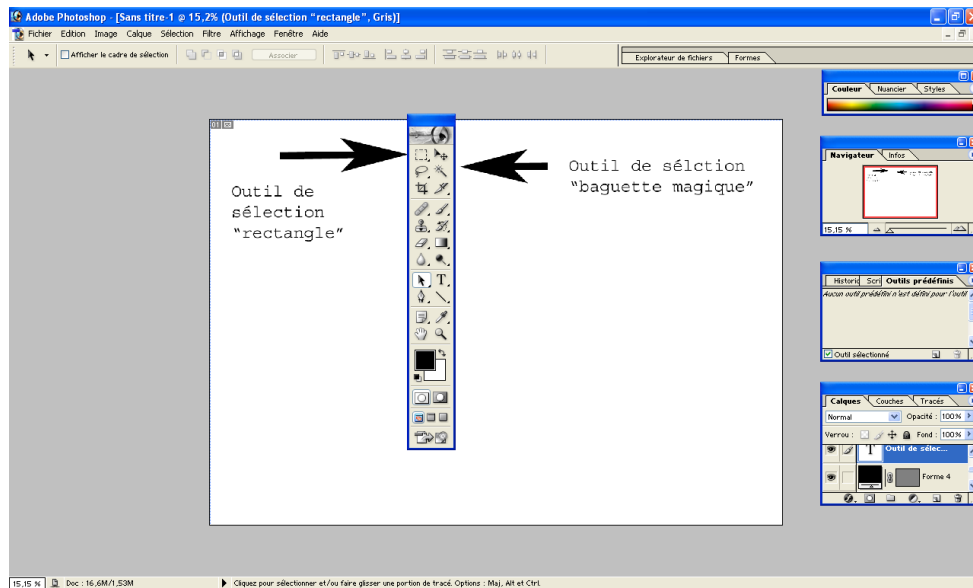 Adobe Photoshop - [Sans titre-1 @ 15,2% (Outil de sélection "rectangle", Gris)]
Fichier Edition Image Calque Sélection Filtre Affichage Fenêtre Aide
Afficher le cadre de sélection Associer Explorateur de fichiers Formes
Couleur Nuancier Styles
01
Outil de
sélection
"rectangle"
Outil de sélction
"baguette magique"
T
Navigateur Infos
15,15 %
Historic Scri Outils prédéfinis
Aucun outil prédéfini n'est défini pour l'outil
Outil sélectionné
Calques Couches Tracés
Normal Opacité : 100%
Verrou : Fond : 100%
T Outil de sélec...
Forme 4
15,15 % Doc : 16,6M/1,53M Cliquez pour sélectionner et/ou faire glisser une portion de tracé. Options : Maj, Alt et Ctrl.